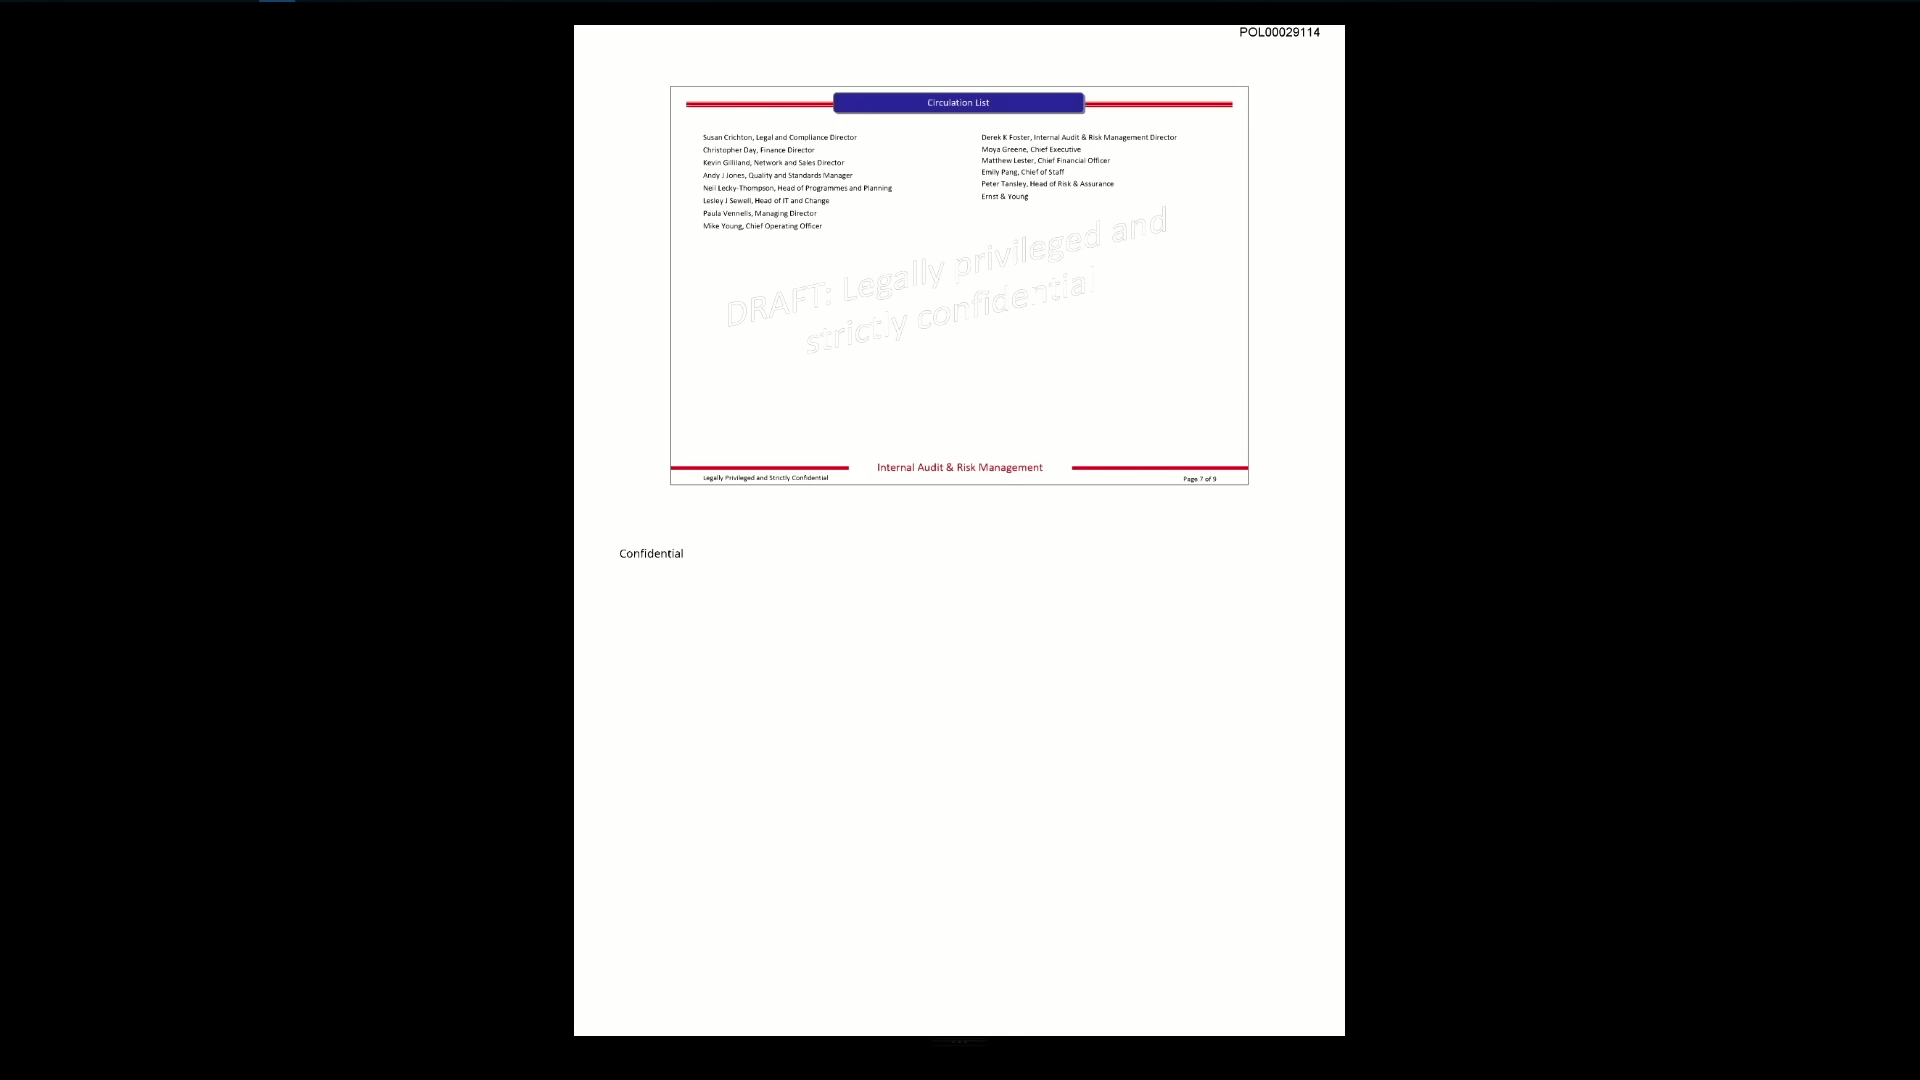 POL00029114
Circulation List
Susan Crichton, Legal and Compliance Director
Christopher Day, Finance Director
Kevin Gilliland, Network and Sales Director
Andy J Jones, Quality and Standards Manager
Neil Lecky-Thompson, Head of Programmes and Planning
Lesley J Sewell, Head of IT and Change
Paula Vennells, Managing Director
Mike Young, Chief Operating Officer
Derek K Foster, Internal Audit & Risk Management Director
Moya Greene, Chief Executive
Matthew Lester, Chief Financial Officer
Emily Pang, Chief of Staff
Peter Tansley, Head of Risk & Assurance
Ernst & Young
DRAFT: Legally privileged and
strictly confidential
Internal Audit & Risk Management
Legally Privileged and Strictly Confidential
Page 7 of 9
Confidential